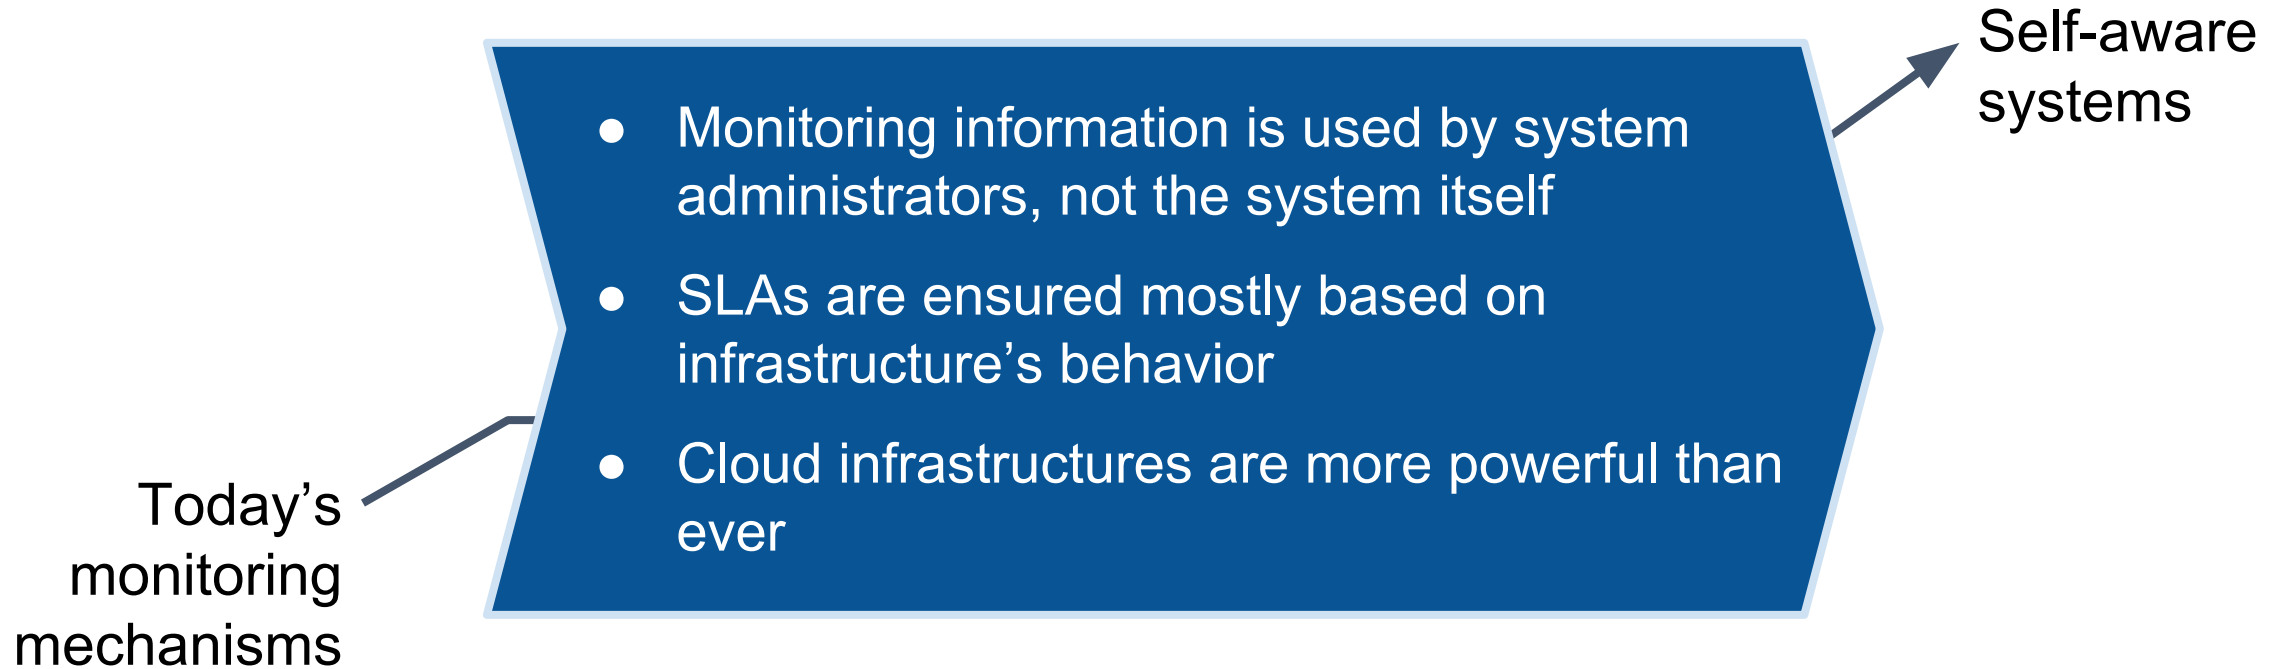 Self-aware
systems
● Monitoring information is used by system
administrators, not the system itself
● SLAs are ensured mostly based on
infrastructure’s behavior
● Cloud infrastructures are more powerful than
ever
Today’s
monitoring
mechanisms